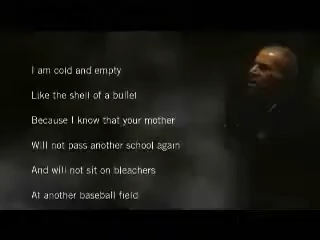 I am cold and empty
Like the shell of a bullet
Because I know that your mother
Will not pass another school again
And will not sit on bleachers
At another baseball field